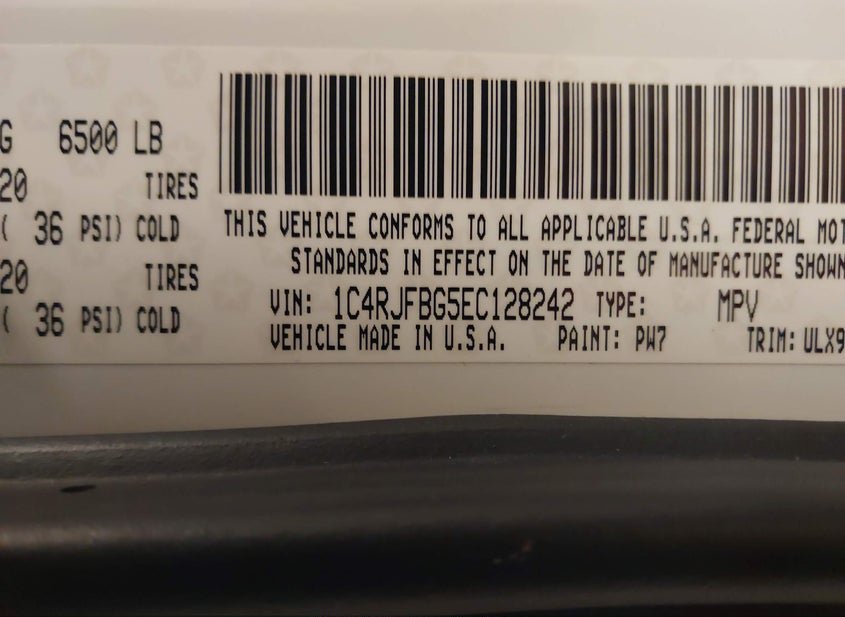 G 6500 LB
20 TIRES
( 36 PSI) COLD
20 TIRES
( 36 PSI) COLD
THIS VEHICLE CONFORMS TO ALL APPLICABLE U.S.A. FEDERAL MOT
STANDARDS IN EFFECT ON THE DATE OF MANUFACTURE SHOWN
VIN: 1C4RJFBG5EC128242 TYPE: MPV
VEHICLE MADE IN U.S.A. PAINT: PW7 TRIM: ULX9